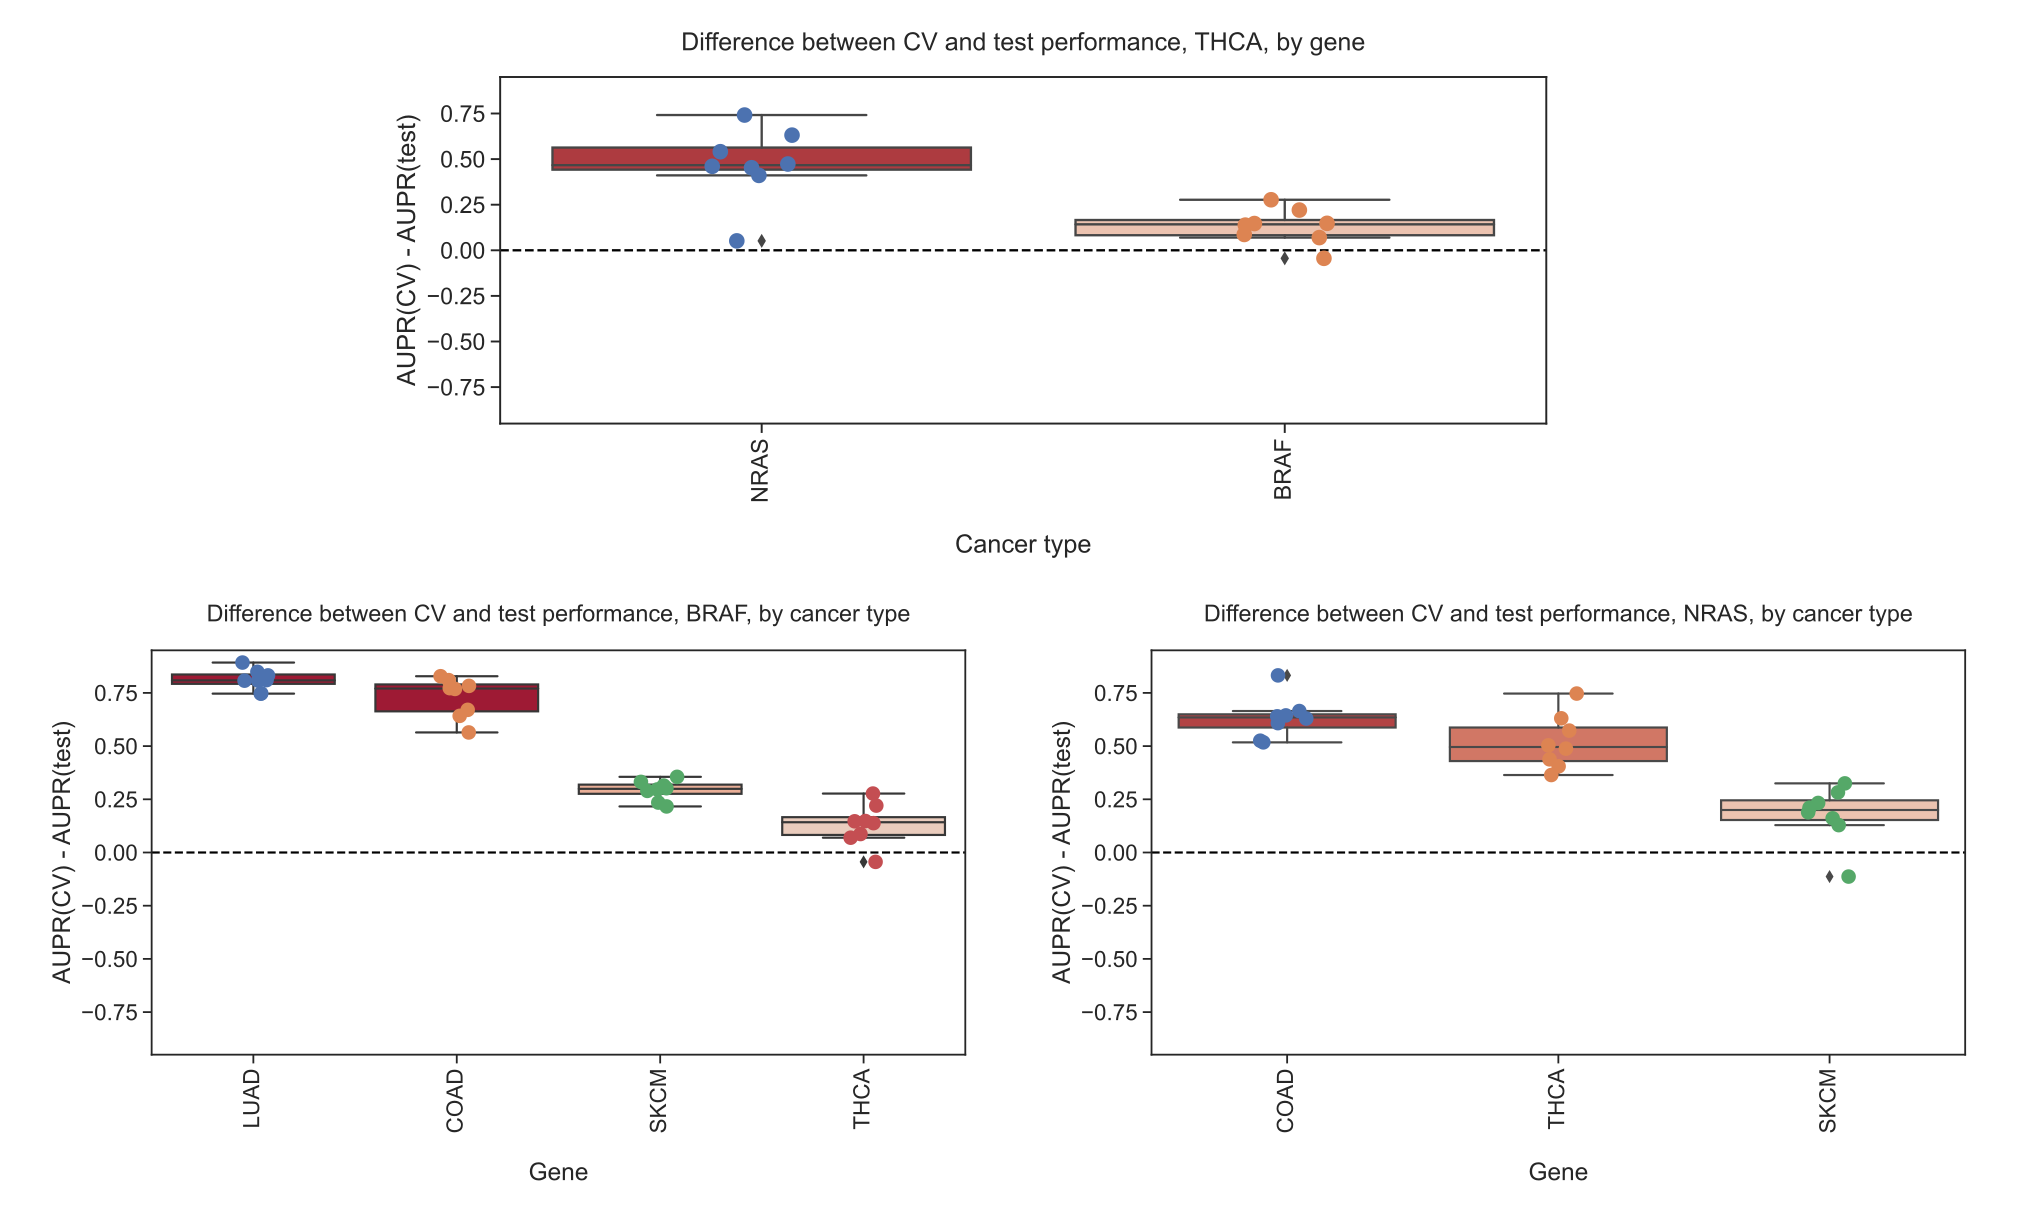 Difference between CV and test performance, THCA, by gene
AUPR(CV) - AUPR(test)
0.75
0.50
0.25
0.00
−0.25
−0.50
−0.75
NRAS
BRAF
Cancer type
Difference between CV and test performance, BRAF, by cancer type
AUPR(CV) - AUPR(test)
0.75
0.50
0.25
0.00
−0.25
−0.50
−0.75
LUAD
COAD
SKCM
THCA
Gene
Difference between CV and test performance, NRAS, by cancer type
AUPR(CV) - AUPR(test)
0.75
0.50
0.25
0.00
−0.25
−0.50
−0.75
COAD
THCA
SKCM
Gene